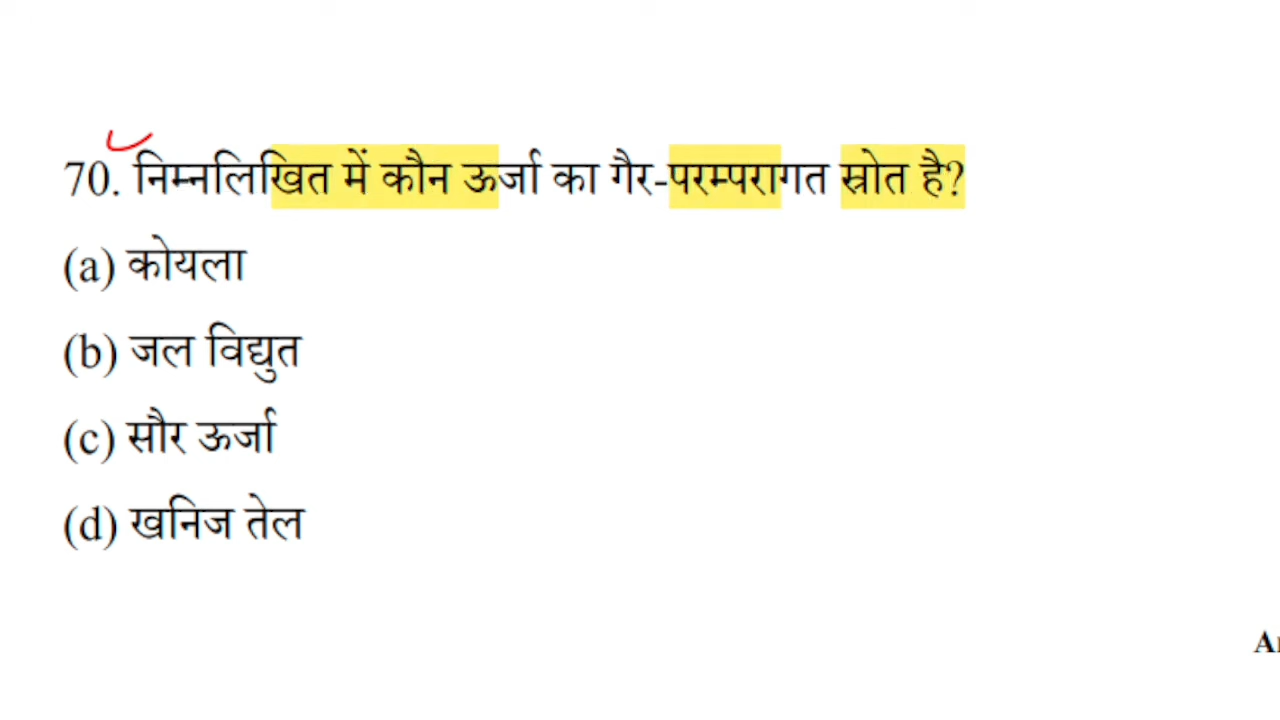 70. निम्नलिखित में कौन ऊर्जा का गैर-परम्परागत स्रोत है?
(a) कोयला
(b) जल विद्युत
(c) सौर ऊर्जा
(d) खनिज तेल